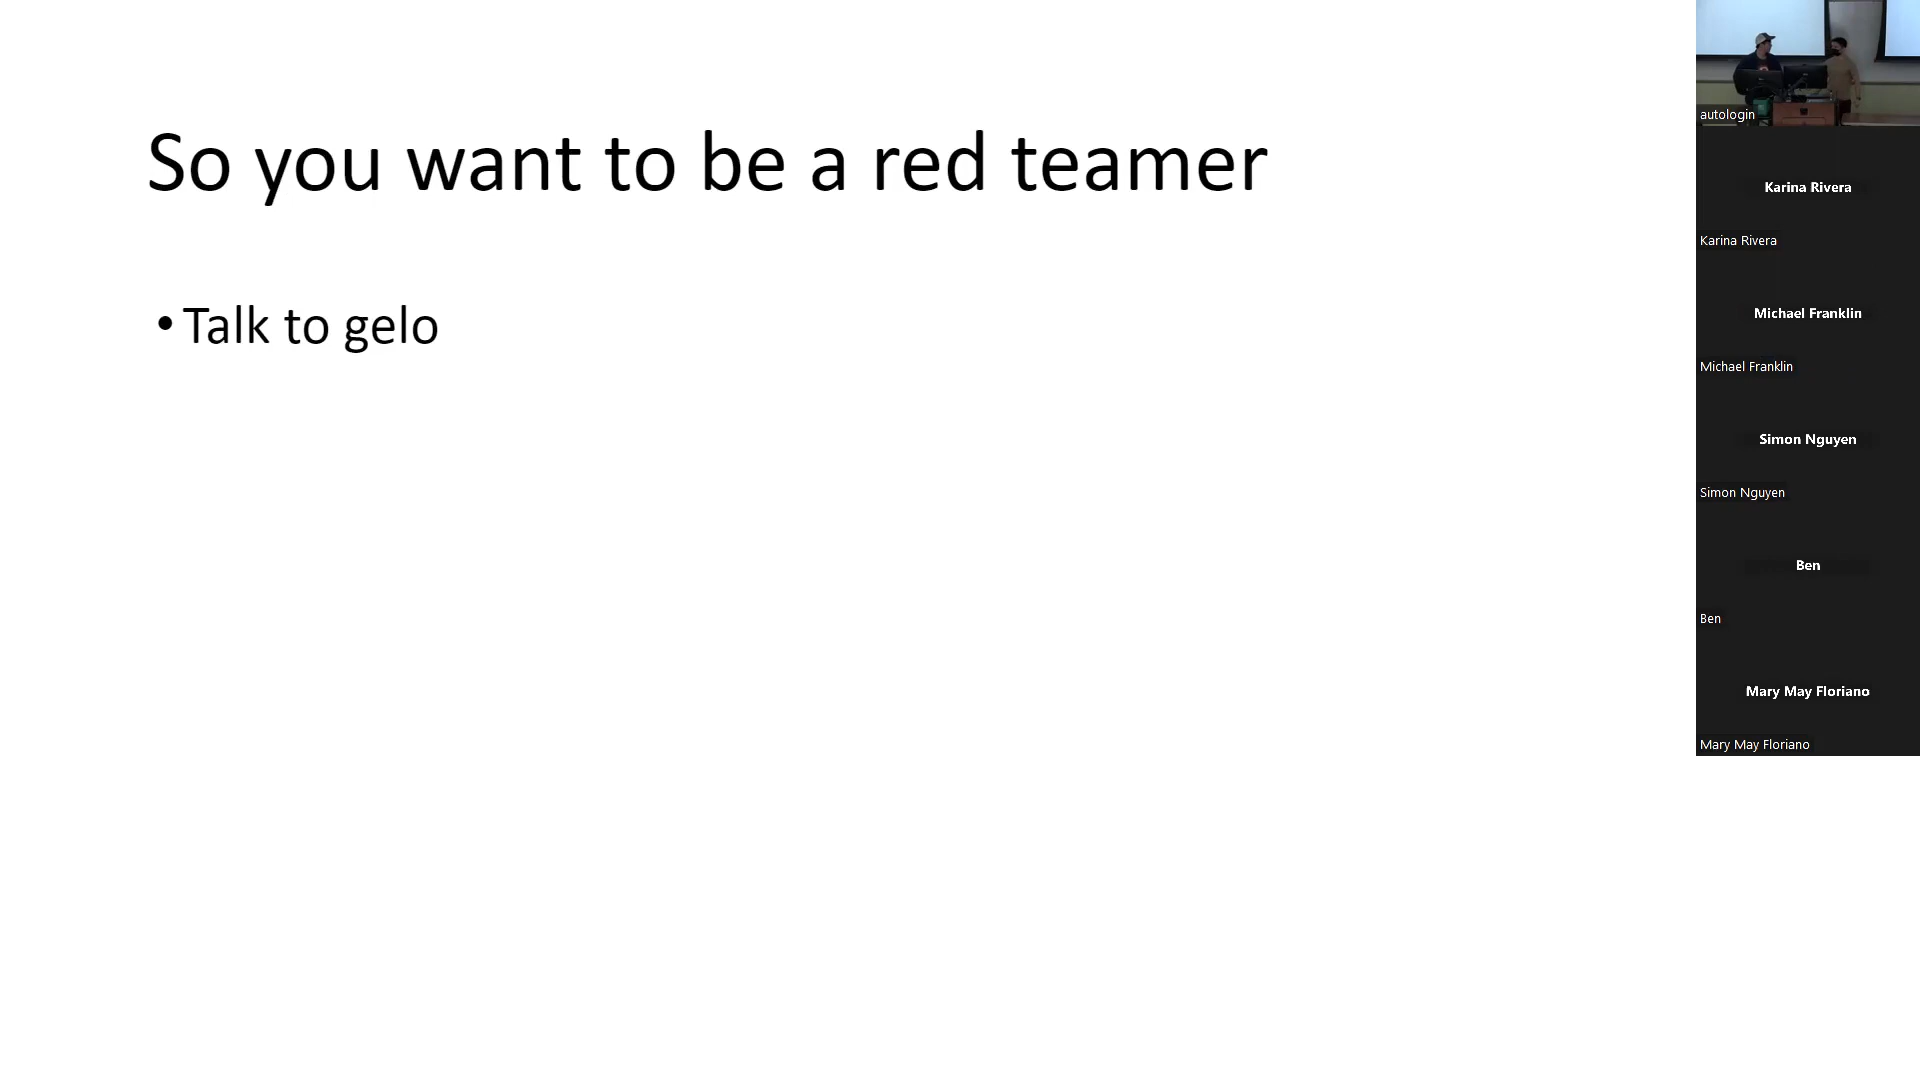 So you want to be a red teamer
• Talk to gelo
autologin
Karina Rivera
Karina Rivera
Michael Franklin
Michael Franklin
Simon Nguyen
Simon Nguyen
Ben
Ben
Mary May Floriano
Mary May Floriano